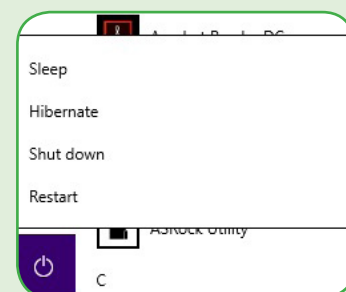 Sleep
Hibernate
Shut down
Restart
ASRock Utility
C